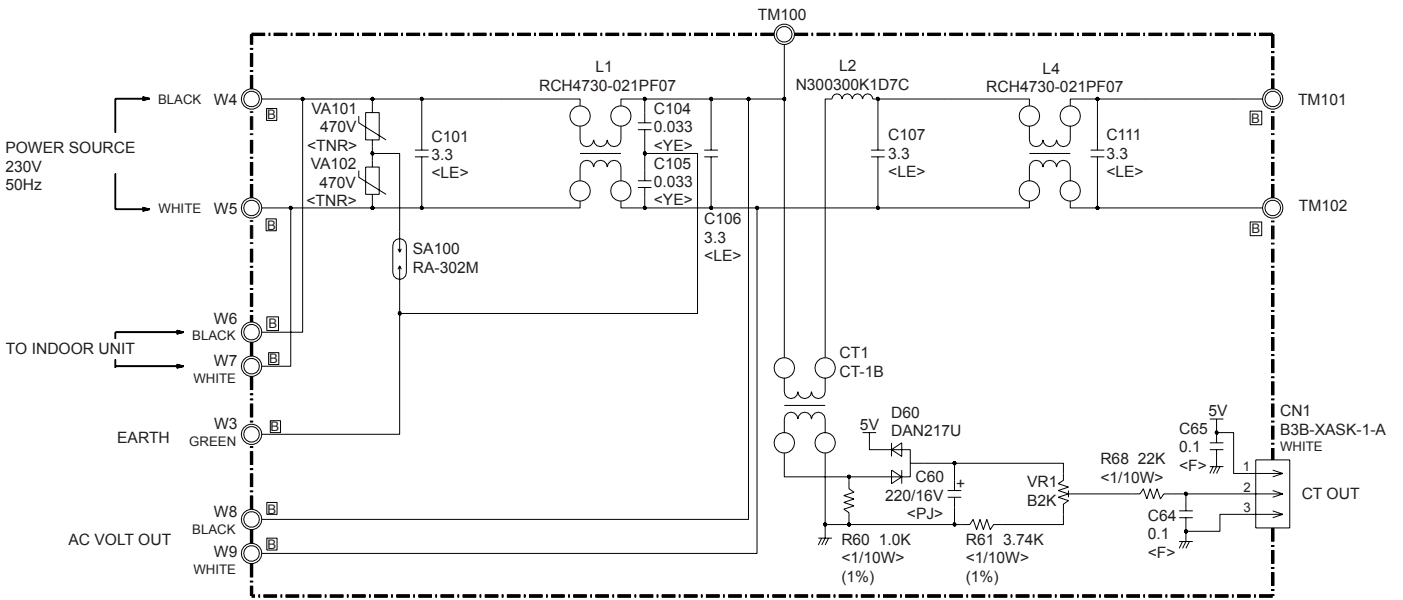 TM100
L1
RCH4730-021PF07
L2
N300300K1D7C
L4
RCH4730-021PF07
BLACK W4
B
VA101
470V
<TNR>
VA102
470V
<TNR>
C101
3.3
<LE>
C104
0.033
<YE>
C105
0.033
<YE>
C106
3.3
<LE>
C107
3.3
<LE>
C111
3.3
<LE>
TM101
B
POWER SOURCE
230V
50Hz
WHITE W5
B
TM102
B
SA100
RA-302M
W6
BLACK
B
TO INDOOR UNIT
W7
WHITE
B
CT1
CT-1B
W3
GREEN
B
EARTH
D60
DAN217U
5V
C60
220/16V
+
<PJ>
VR1
B2K
R68 22K
<1/10W>
C65
0.1
<F>
5V
CN1
B3B-XASK-1-A
WHITE
1
2
3
CT OUT
C64
0.1
<F>
W8
BLACK
B
AC VOLT OUT
W9
WHITE
B
R60 1.0K
<1/10W>
(1%)
R61 3.74K
<1/10W>
(1%)